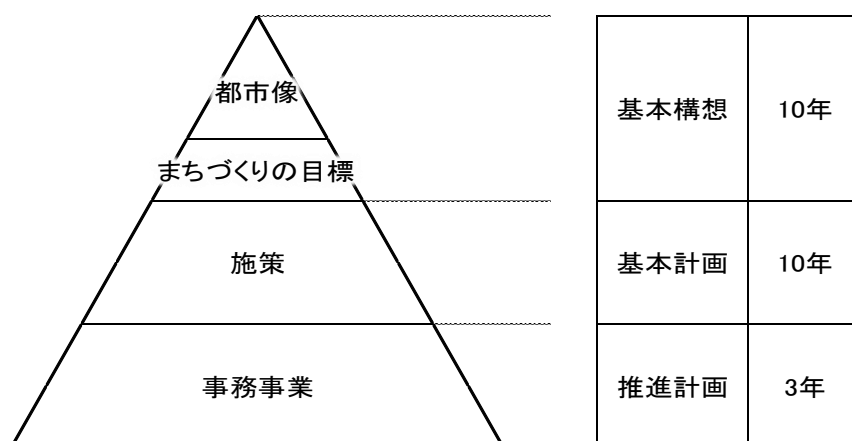 都市像
まちづくりの目標
施策
事務事業
基本構想 10年
基本計画 10年
推進計画 3年